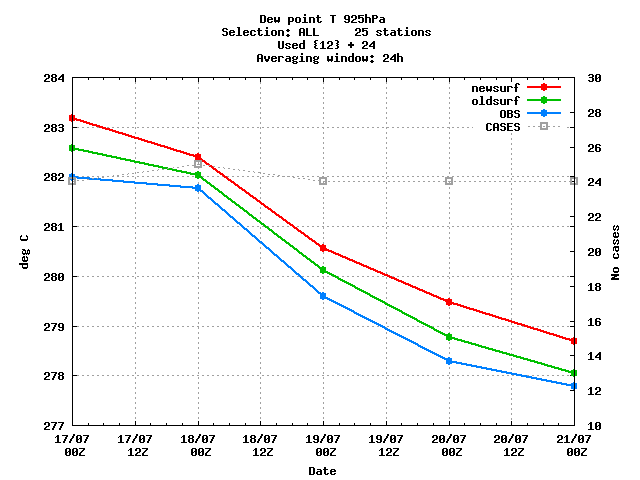 Dew point T 925hPa
Selection: ALL 25 stations
Used {12} + 24
Averaging window: 24h
newsurf
oldsurf
OBS
CASES
284
283
282
281
280
279
278
277
deg C
30
28
26
24
22
20
18
16
14
12
10
No cases
17/07 17/07 18/07 18/07 19/07 19/07 20/07 20/07 21/07
00Z 12Z 00Z 12Z 00Z 12Z 00Z 12Z 00Z
Date